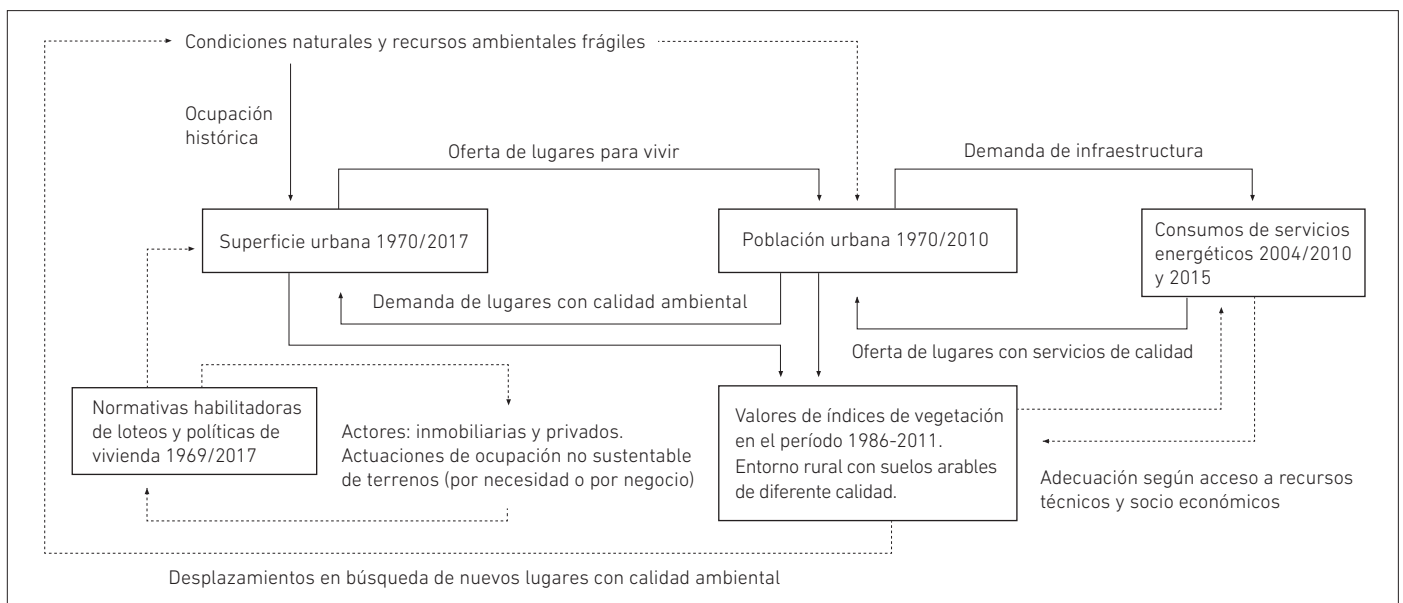 Condiciones naturales y recursos ambientales frágiles
Ocupación
histórica
Oferta de lugares para vivir
Demanda de infraestructura
Superficie urbana 1970/2017
Población urbana 1970/2010
Consumos de servicios
energéticos 2004/2010
y 2015
Demanda de lugares con calidad ambiental
Oferta de lugares con servicios de calidad
Normativas habilitadoras
de loteos y políticas de
vivienda 1969/2017
Actores: inmobiliarias y privados.
Actuaciones de ocupación no sustentable
de terrenos (por necesidad o por negocio)
Valores de índices de vegetación
en el período 1986-2011.
Entorno rural con suelos arables
de diferente calidad.
Adecuación según acceso a recursos
técnicos y socio económicos
Desplazamientos en búsqueda de nuevos lugares con calidad ambiental